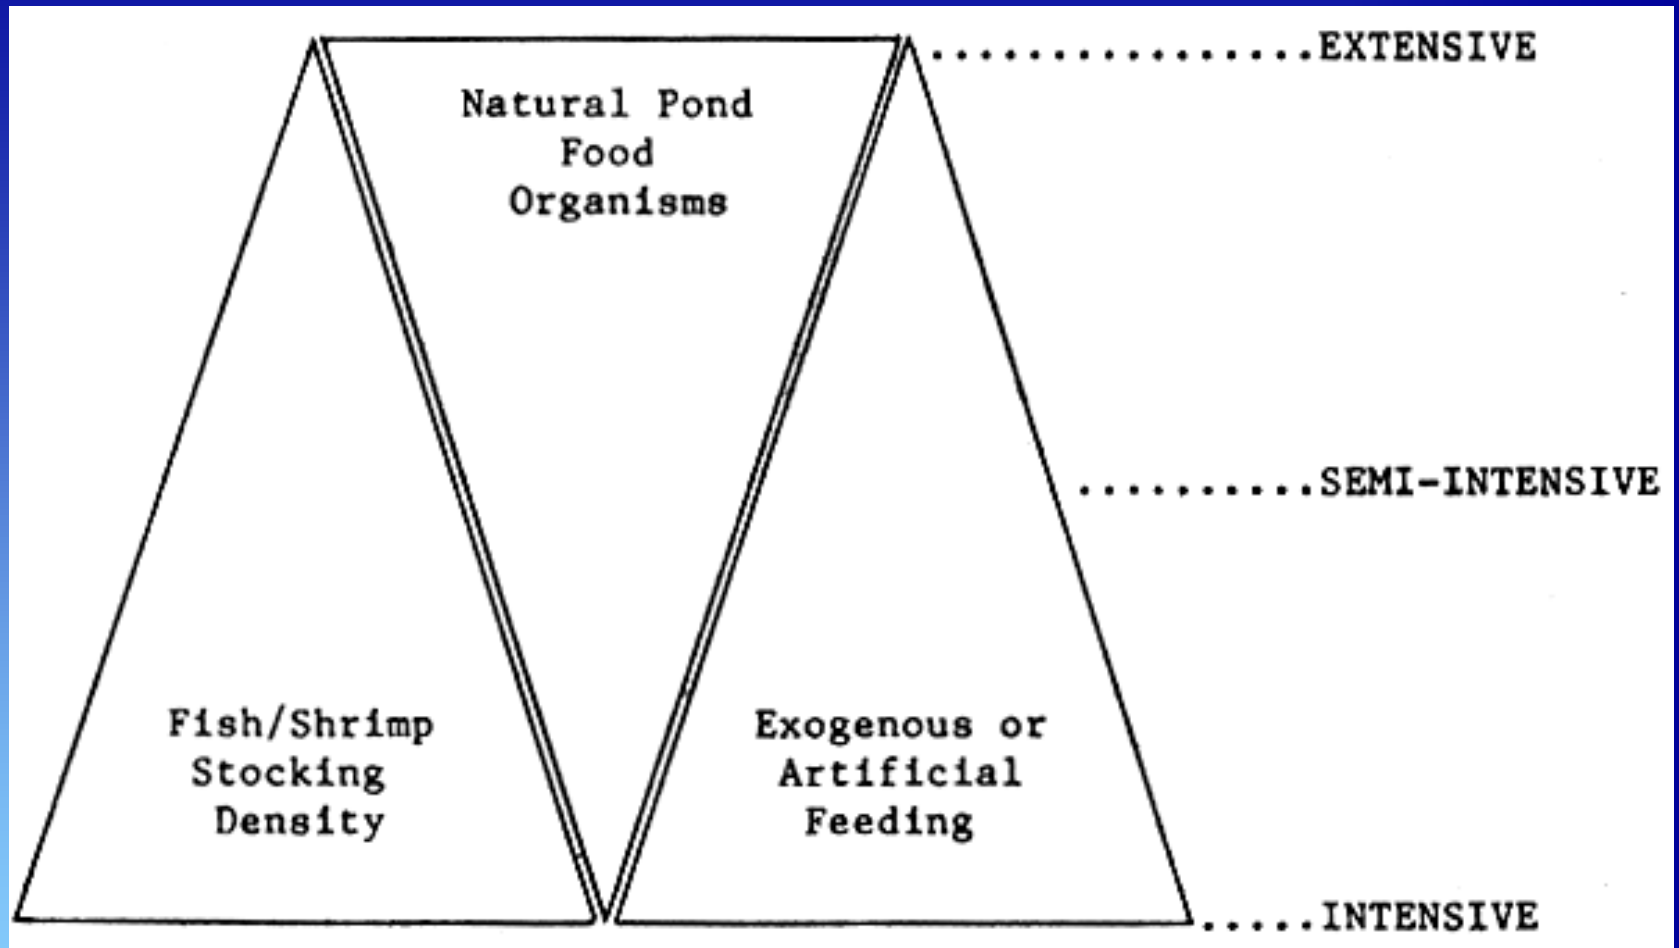 ................EXTENSIVE
Natural Pond
Food
Organisms
..........SEMI-INTENSIVE
Fish/Shrimp
Stocking
Density
Exogenous or
Artificial
Feeding
.....INTENSIVE